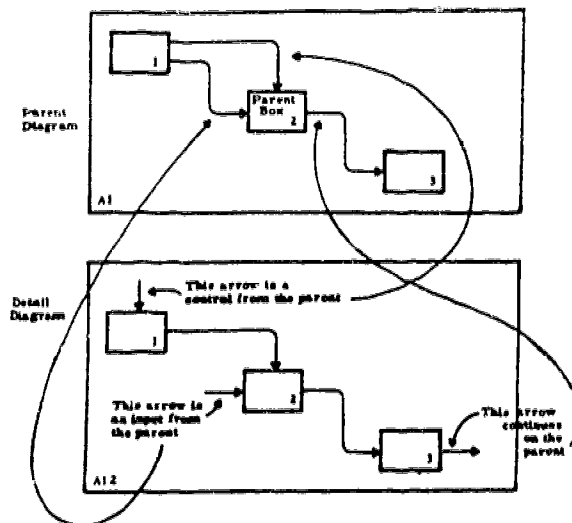 Parent
Diagram
1
Parent
Box
2
3
A1
Detail
Diagram
This arrow is a
control from the parent
1
This arrow is
an input from
the parent
2
3
This arrow
continues
on the
parent
A12